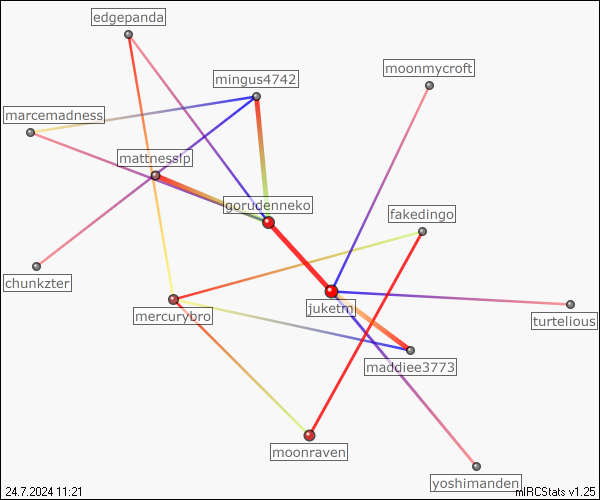 edgepanda
moonmycroft
mingus4742
marcemadness
mattnesslp
gorudenneko
fakedingo
chunkzter
mercurybro
juketrn
turtelious
maddiee3773
moonraven
yoshimanden
24.7.2024 11:21
mIRCStats v1.25